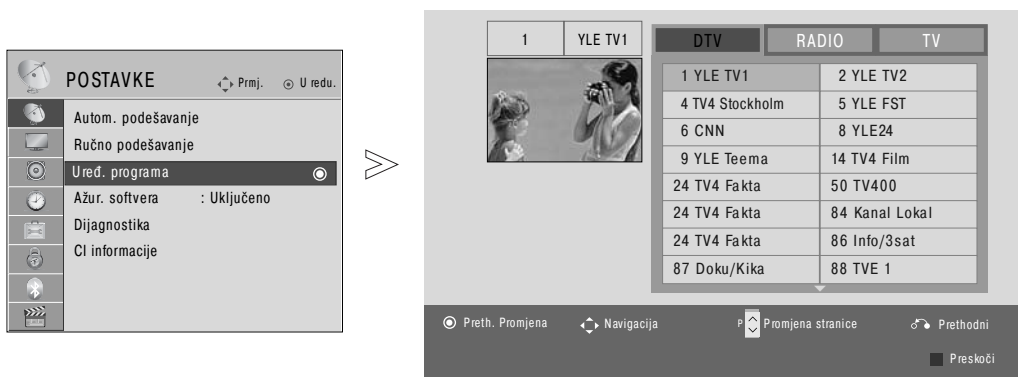 POSTAVKE Prmj. U redu.
Autom. podešavanje
Ručno podešavanje
Uređ. programa
Ažur. softvera : Uključeno
Dijagnostika
CI informacije
1 YLE TV1
DTV RADIO TV
1 YLE TV1 2 YLE TV2
4 TV4 Stockholm 5 YLE FST
6 CNN 8 YLE24
9 YLE Teema 14 TV4 Film
24 TV4 Fakta 50 TV400
24 TV4 Fakta 84 Kanal Lokal
24 TV4 Fakta 86 Info/3sat
87 Doku/Kika 88 TVE 1
Preth. Promjena Navigacija P Promjena stranice Prethodni
Preskoči